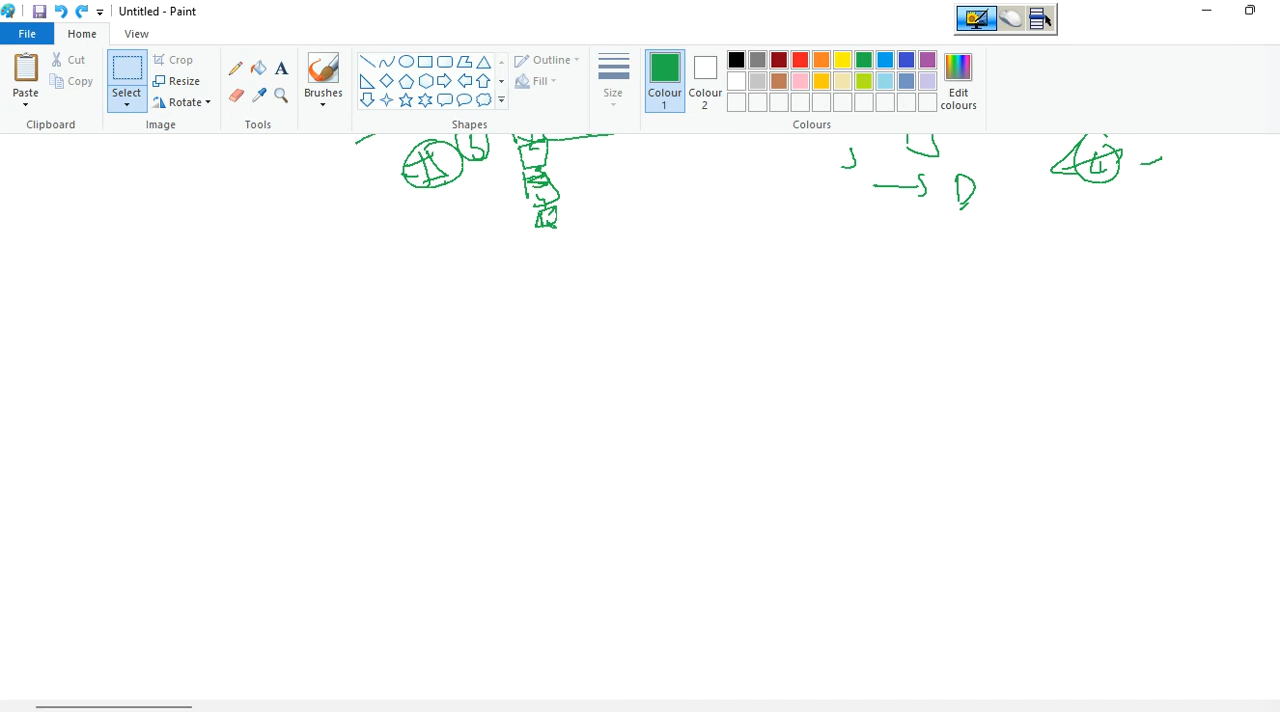 Untitled - Paint
File Home View
Paste
Cut
Copy
Clipboard
Select
Crop
Resize
Rotate
Image
A
Tools
Brushes
Shapes
Outline
Fill
Size
Colour 1
Colour 2
Edit colours
Colours
D